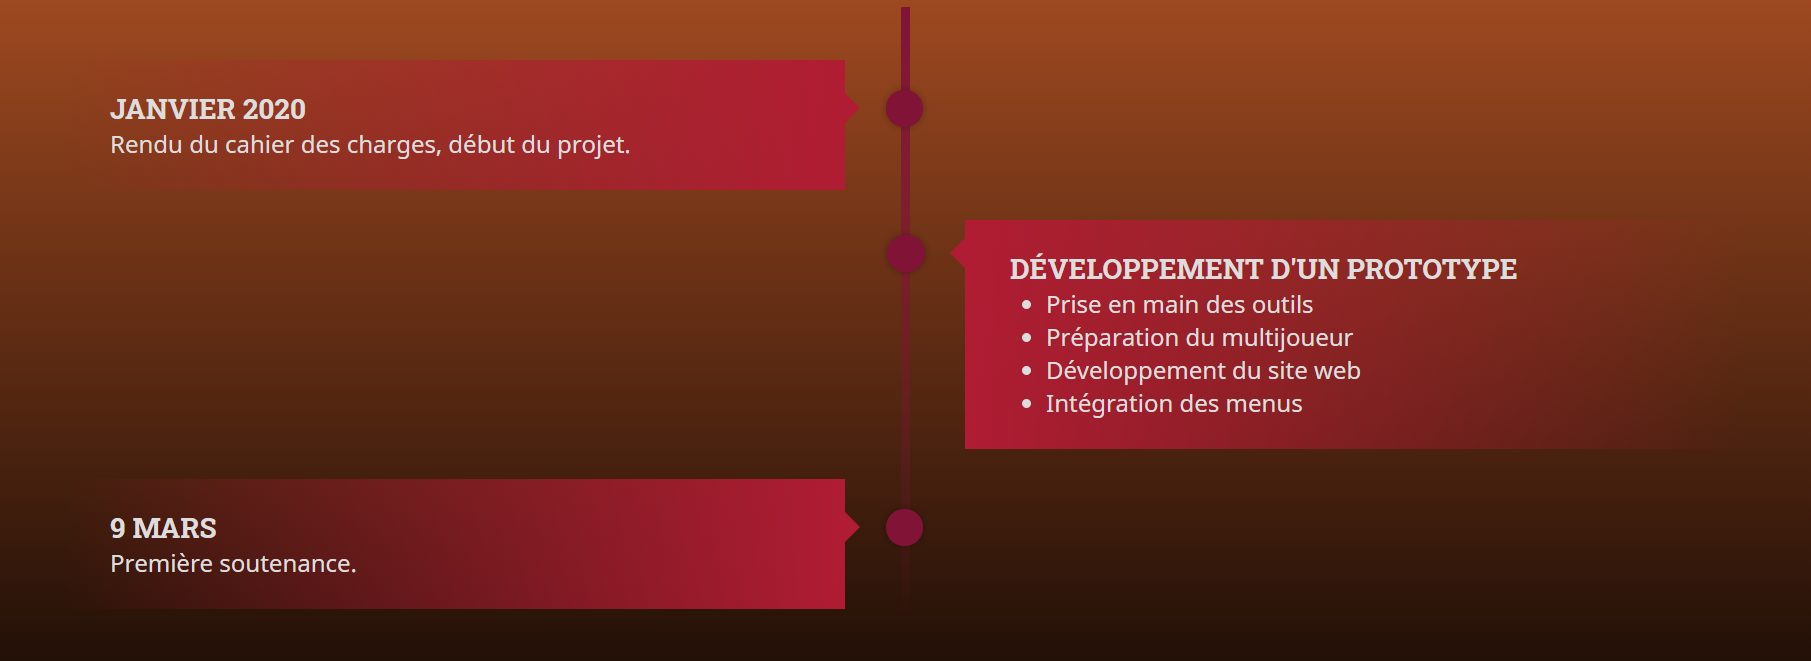 JANVIER 2020
Rendu du cahier des charges, début du projet.
DÉVELOPPEMENT D'UN PROTOTYPE
Prise en main des outils
Préparation du multijoueur
Développement du site web
Intégration des menus
9 MARS
Première soutenance.